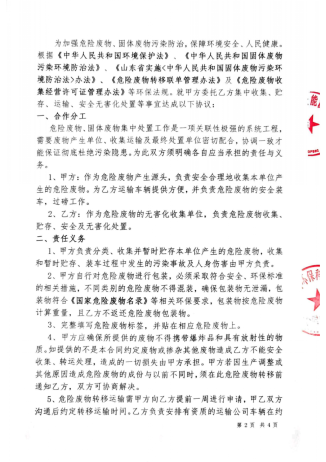 为加强危险废物、固体废物污染防治,保障环境安全、人民健康。
根据《中华人民共和国环境保护法》、《中华人民共和国固体废物污
染环境防治法》、《山东省实施<中华人民共和国固体废物污染环
境防治法>办法》、《危险废物转移联单管理办法》及《危险废物收
集经营许可证管理办法》等环保法规。就甲方委托乙方集中收集、贮
存、运输、安全无害化处置等事宜达成以下协议:
一、合作分工
危险废物、固体废物集中处置工作是一项关联性极强的系统工程,
需要废物产生单位、收集运输单位及最终处置单位密切配合,协调一致才
能保证彻底杜绝污染隐患。为此双方须明确各自应当承担的责任与
义务。
1、甲方:作为危险废物产生源头,负责安全合理地收集本单位产
生的危险废物。为乙方运输车辆提供方便,并负责危险废物的安全装
车,过磅工作。
2、乙方:作为危险废物的无害化收集单位,负责危险废物收集、贮
存、安全及无害化处置。
二、责任义务
1、甲方负责分类、收集并暂时贮存本单位产生的危险废物,收集
和暂时贮存、装车过程中发生的污染事故及人身伤害由甲方负责。
2、甲方自行对危险废物进行包装,必须采取符合安全、环保标准
的相关措施。不明危险废物不得混装,确保包装物无泄漏。包装
物符合《国家危险废物名录》等相关环保要求,包装物按危险废物
计算重量,且乙方不返还废物包装物。
3、完整填写危险废物标签,并贴在相应危险废物上。
4、甲方应确保所提供的废物不得携带爆炸品和具有放射性的物
质。如提供的不是本合同约定废物或掺杂其他废物造成乙方不能安全
收集、转运处理,造成一切损失由甲方承担。甲方若因生产调整或
其他原因造成危险废物的成份与以前不同,须在此危险废物转移前
通知乙方,双方可协商解决。
5、危险废物转移运输需甲方向乙方提前一周进行申请,甲乙双方
沟通后约定转移运输时间。乙方负责安排有资质的运输公司车辆在约
第 2 页 共 4 页